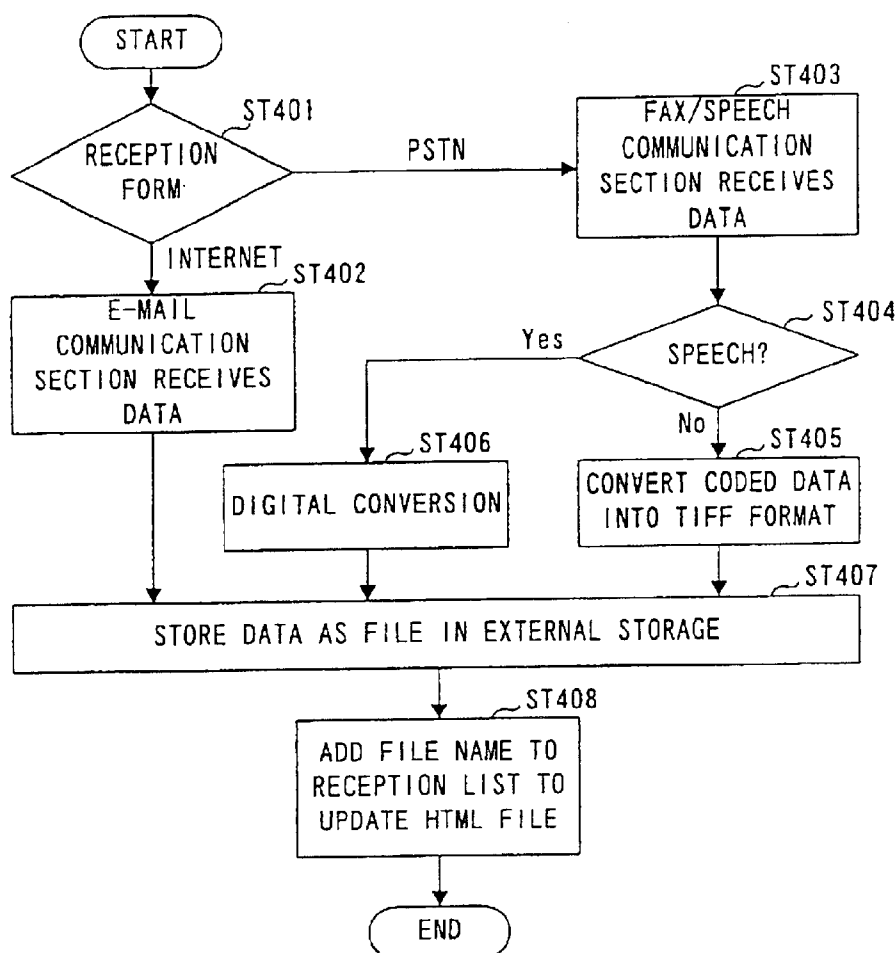 START
ST401
RECEPTION
FORM
PSTN
ST403
FAX/SPEECH
COMMUNICATION
SECTION RECEIVES
DATA
INTERNET
ST402
E-MAIL
COMMUNICATION
SECTION RECEIVES
DATA
ST404
SPEECH?
Yes
No
ST406
DIGITAL CONVERSION
ST405
CONVERT CODED DATA
INTO TIFF FORMAT
ST407
STORE DATA AS FILE IN EXTERNAL STORAGE
ST408
ADD FILE NAME TO
RECEPTION LIST TO
UPDATE HTML FILE
END